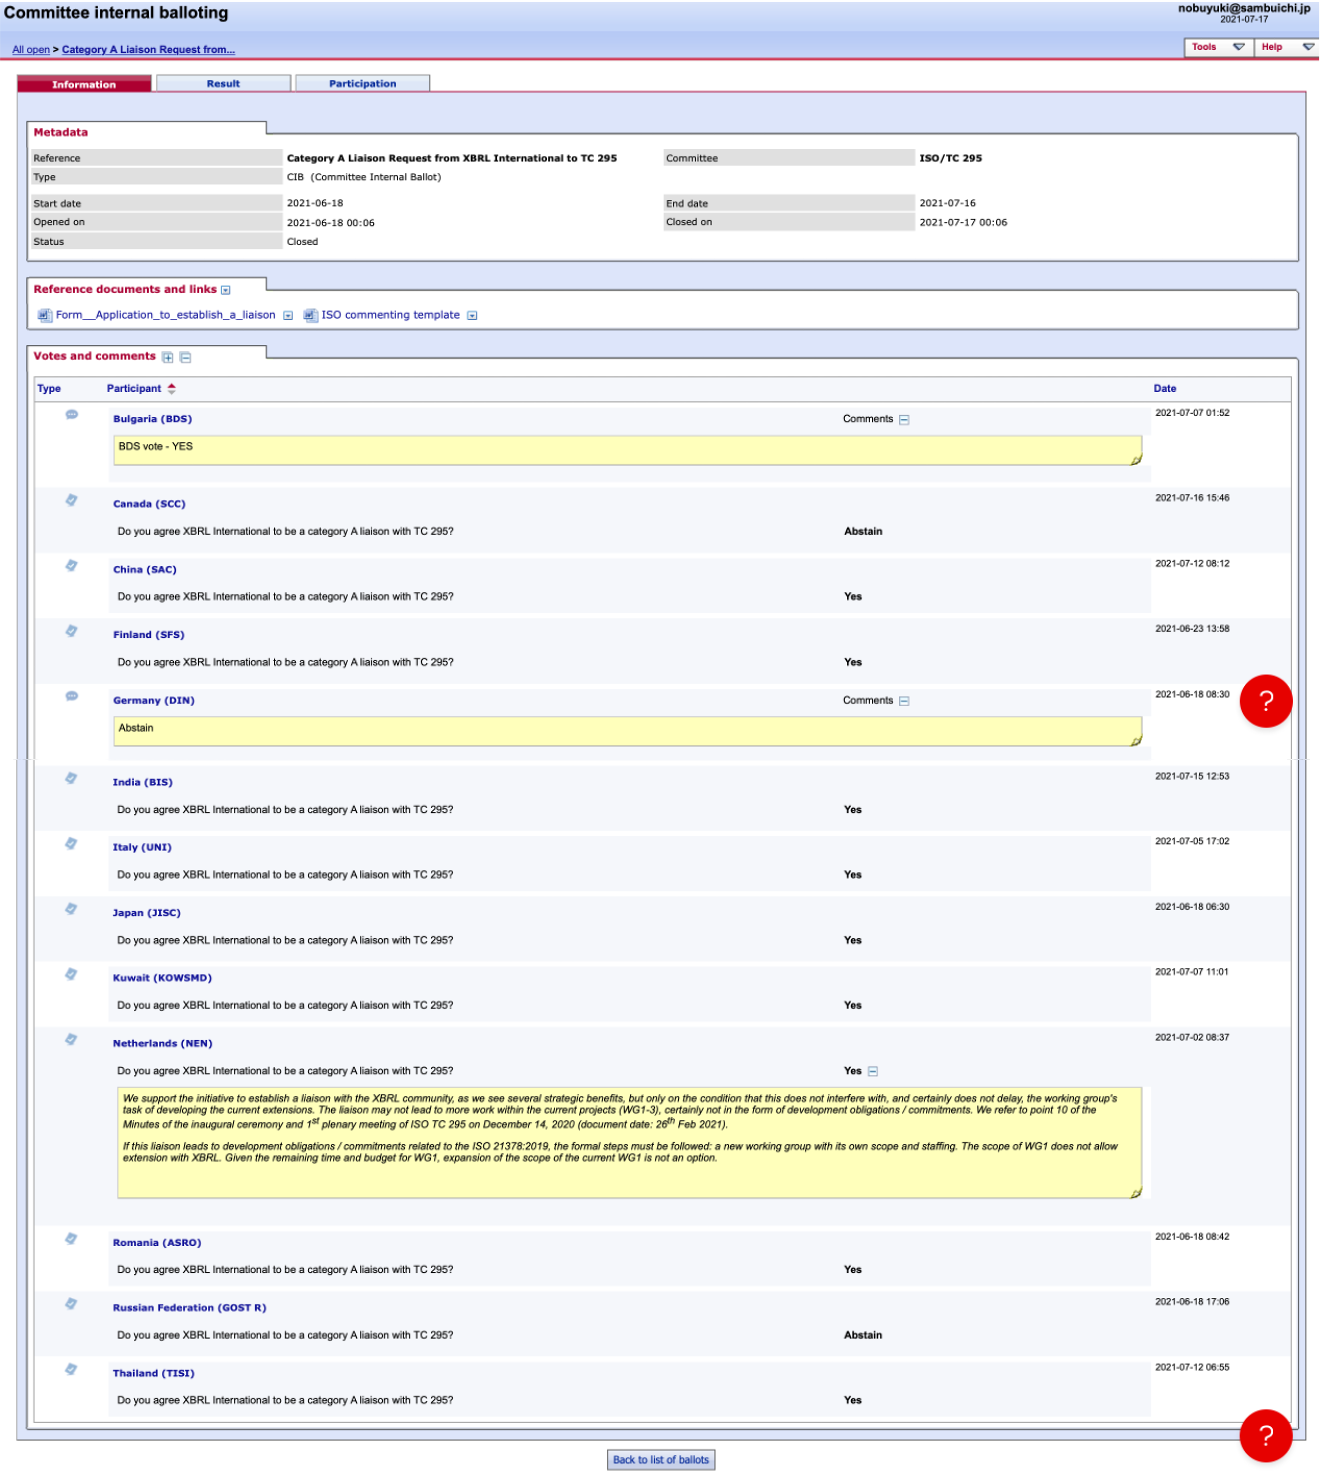 Committee internal balloting
nobuyuki@sambuichi.jp
2021-07-17
All open > Category A Liaison Request from...
Tools Help
Information Result Participation
Metadata
Reference Category A Liaison Request from XBRL International to TC 295 Committee ISO/TC 295
Type CIB (Committee Internal Ballot)
Start date 2021-06-18 End date 2021-07-16
Opened on 2021-06-18 00:06 Closed on 2021-07-17 00:06
Status Closed
Reference documents and links
Form__Application_to_establish_a_liaison ISO commenting template
Votes and comments
Type Participant Date
Bulgaria (BDS) Comments 2021-07-07 01:52
BDS vote - YES
Canada (SCC) 2021-07-16 15:46
Do you agree XBRL International to be a category A liaison with TC 295? Abstain
China (SAC) 2021-07-12 08:12
Do you agree XBRL International to be a category A liaison with TC 295? Yes
Finland (SFS) 2021-06-23 13:58
Do you agree XBRL International to be a category A liaison with TC 295? Yes
Germany (DIN) Comments 2021-06-18 08:30
?
Abstain
India (BIS) 2021-07-15 12:53
Do you agree XBRL International to be a category A liaison with TC 295? Yes
Italy (UNI) 2021-07-05 17:02
Do you agree XBRL International to be a category A liaison with TC 295? Yes
Japan (JISC) 2021-06-18 06:30
Do you agree XBRL International to be a category A liaison with TC 295? Yes
Kuwait (KOWSMD) 2021-07-07 11:01
Do you agree XBRL International to be a category A liaison with TC 295? Yes
Netherlands (NEN) 2021-07-02 08:37
Do you agree XBRL International to be a category A liaison with TC 295? Yes
We support the initiative to establish a liaison with the XBRL community, as we see several strategic benefits, but only on the condition that this does not interfere with, and certainly does not delay, the working group's
task of developing the current extensions. The liaison may not lead to more work within the current projects (WG1-3), certainly not in the form of development obligations / commitments. We refer to point 10 of the
Minutes of the inaugural ceremony and 1st plenary meeting of ISO TC 295 on December 14, 2020 (document date: 26th Feb 2021).
If this liaison leads to development obligations / commitments related to the ISO 21378:2019, the formal steps must be followed: a new working group with its own scope and staffing. The scope of WG1 does not allow
extension with XBRL. Given the remaining time and budget for WG1, expansion of the scope of the current WG1 is not an option.
Romania (ASRO) 2021-06-18 08:42
Do you agree XBRL International to be a category A liaison with TC 295? Yes
Russian Federation (GOST R) 2021-06-18 17:06
Do you agree XBRL International to be a category A liaison with TC 295? Abstain
Thailand (TISI) 2021-07-12 06:55
Do you agree XBRL International to be a category A liaison with TC 295? Yes
?
Back to list of ballots